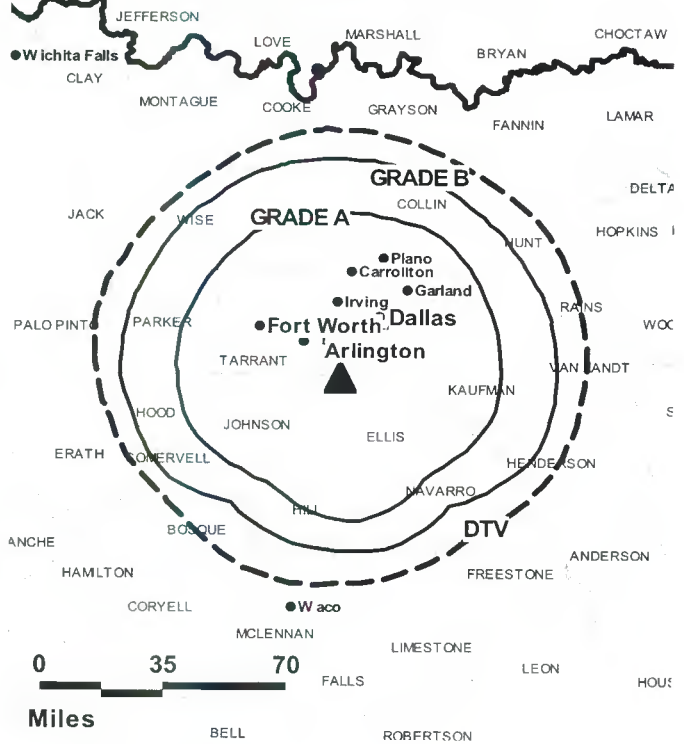 JEFFERSON
CHOCTAW
LOVE
MARSHALL
Wichita Falls
BRYAN
CLAY
MONTAGUE
COOKE
GRAYSON
LAMAR
FANNIN
GRADE B
DELTA
COLLIN
JACK
WISE
GRADE A
HUNT
HOPKINS
Plano
Carrollton
Garland
Irving
RAINS
PALO PINTO
PARKER
Fort Worth
Dallas
WOO
Arlington
TARRANT
VAN ZANDT
KAUFMAN
HOOD
JOHNSON
ELLIS
ERATH
SOMERVELL
HENDERSON
NAVARRO
HILL
BOSQUE
DTV
ANCHE
ANDERSON
HAMILTON
FREESTONE
CORYELL
Waco
MCLENNAN
LIMESTONE
0 35 70
LEON
FALLS
HOUS
Miles
BELL
ROBERTSON